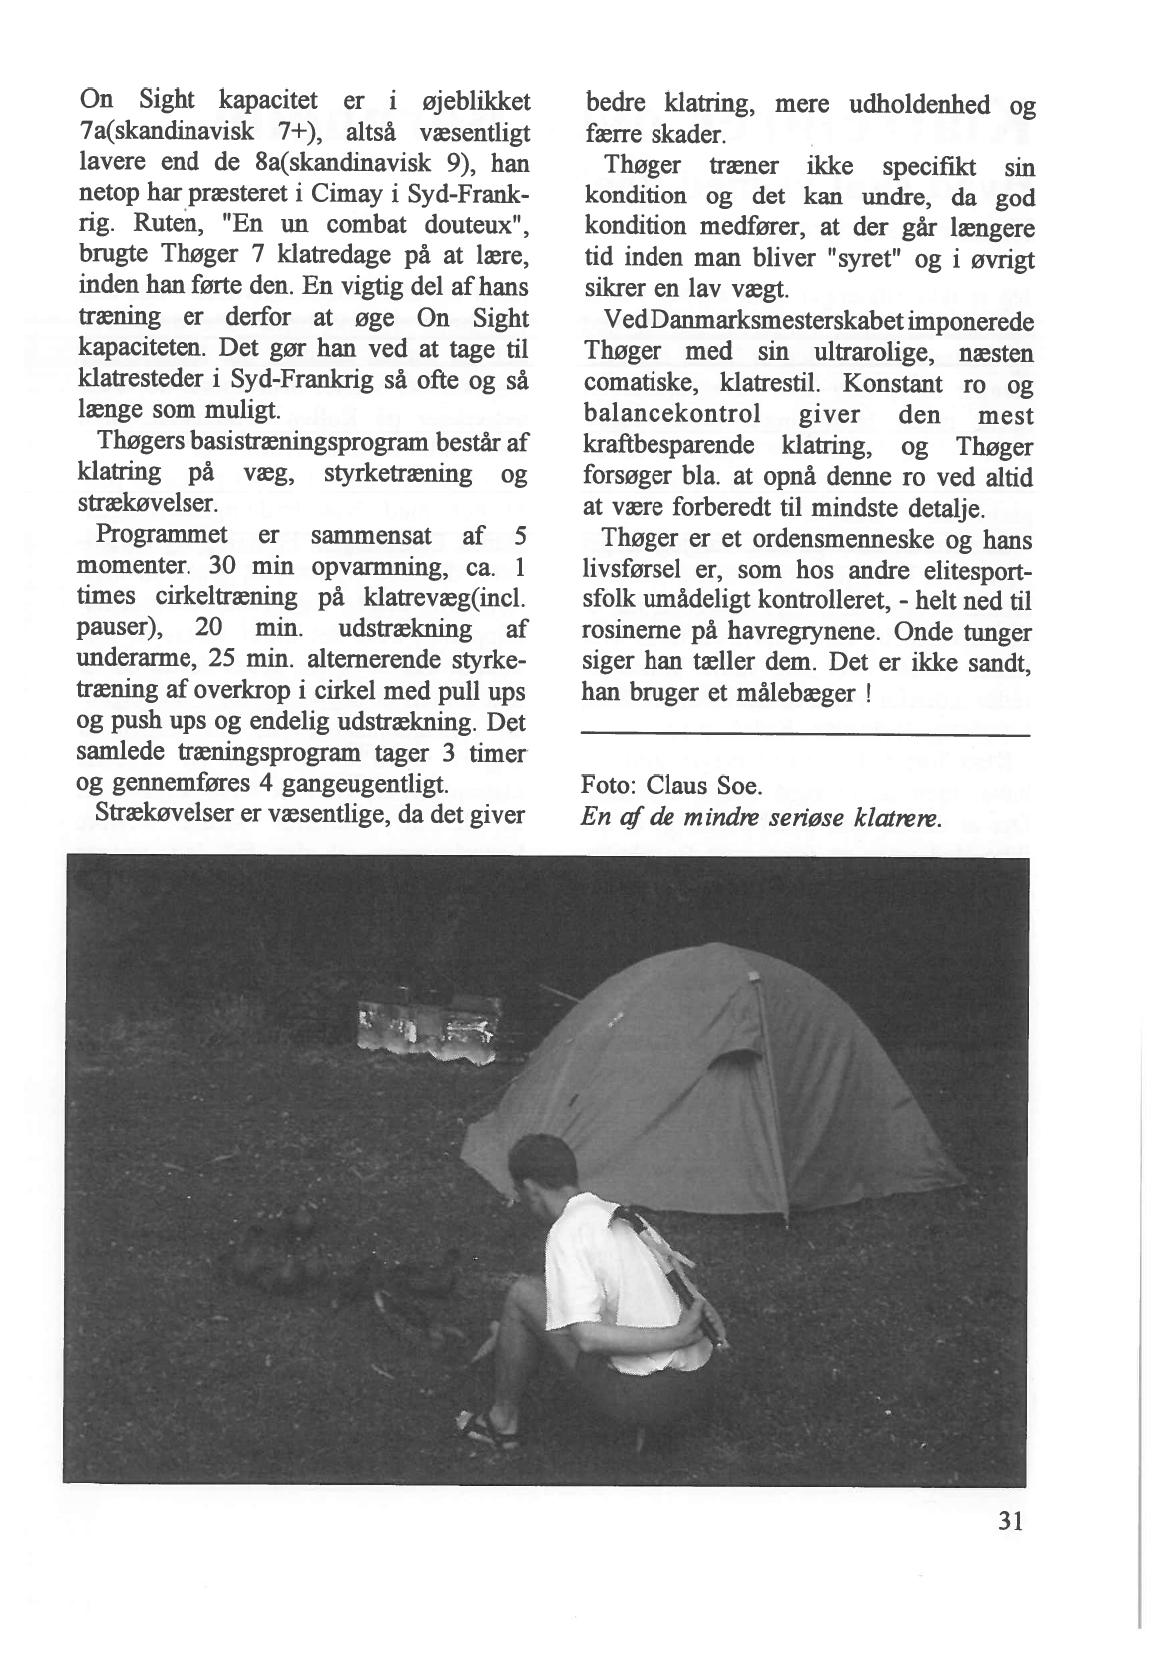 On Sight kapacitet er i øjeblikket
7a(skandinavisk 7+), altså væsentligt
lavere end de 8a(skandinavisk 9), han
netop har præsteret i Cimay i Syd-Frank-
rig. Ruten, "En un combat douteux",
brugte Thøger 7 klatredage på at lære,
inden han førte den. En vigtig del af hans
træning er derfor at øge On Sight
kapaciteten. Det gør han ved at tage til
klatresteder i Syd-Frankrig så ofte og så
længe som muligt.
Thøgers basistræningsprogram består af
klatring på væg, styrketræning og
strækøvelser.
Programmet er sammensat af 5
momenter. 30 min opvarmning, ca. 1
times cirkeltræning på klatrevæg(incl.
pauser), 20 min. udstrækning af
underarme, 25 min. alternerende styrke-
træning af overkrop i cirkel med pull ups
og push ups og endelig udstrækning. Det
samlede træningsprogram tager 3 timer
og gennemføres 4 gangeugentligt.
Strækøvelser er væsentlige, da det giver
bedre klatring, mere udholdenhed og
færre skader.
Thøger træner ikke specifikt sin
kondition og det kan undre, da god
kondition medfører, at der går længere
tid inden man bliver "syret" og i øvrigt
sikrer en lav vægt.
Ved Danmarksmesterskabet imponerede
Thøger med sin ultrarolige, næsten
comatiske, klatrestil. Konstant ro og
balancekontrol giver den mest
kraftbesparende klatring, og Thøger
forsøger bla. at opnå denne ro ved altid
at være forberedt til mindste detalje.
Thøger er et ordensmenneske og hans
livsførsel er, som hos andre elitesport-
sfolk umådeligt kontrolleret, - helt ned til
rosinerne på havregrynene. Onde tunger
siger han tæller dem. Det er ikke sandt,
han bruger et målebæger !
Foto: Claus Soe.
En af de mindre seriøse klatrere.
31